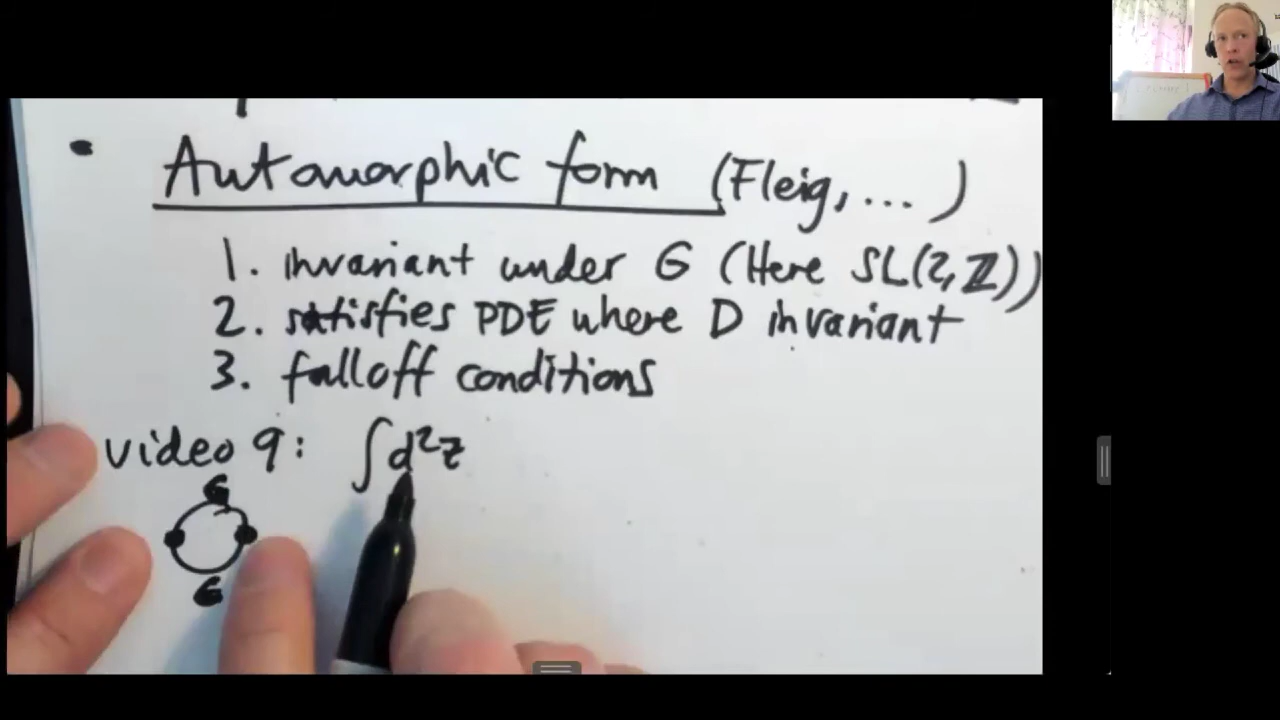 • Automorphic form (Fleig, ...)
1. invariant under G (Here SL(2,ℤ))
2. satisfies PDE where D invariant
3. falloff conditions
video 9: ∫d²z
G
G